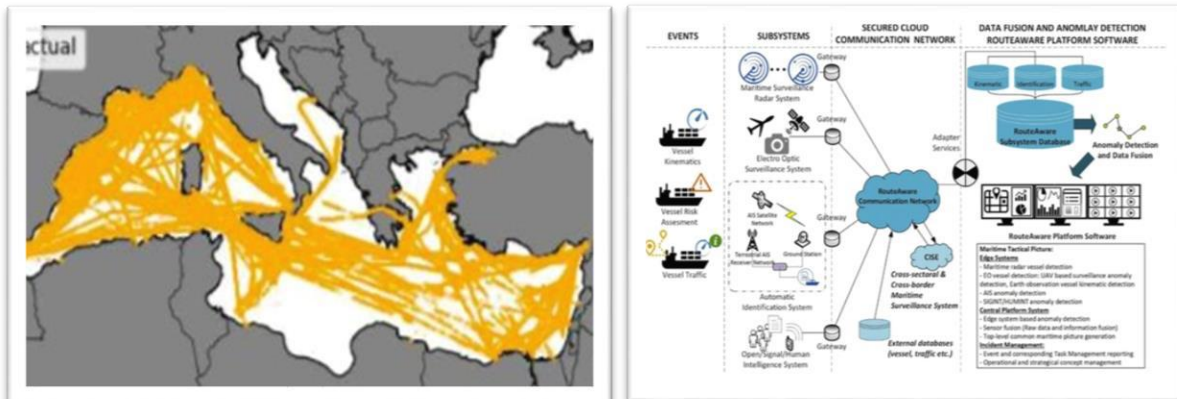 actual
EVENTS
SUBSYSTEMS
SECURED CLOUD
COMMUNICATION NETWORK
DATA FUSION AND ANOMLAY DETECTION
ROUTEAWARE PLATFORM SOFTWARE
Gateway
Maritime Surveillance
Radar System
Gateway
Electro Optic
Surveillance System
Vessel
Kinematics
Vessel Risk
Assesment
Vessel Traffic
AIS Satellite
Network
Terrestrial AIS
Receiver Network
Ground Station
Gateway
Automatic
Identification System
Open/Signal/Human
Intelligence System
Gateway
RouteAware
Communication Network
CISE
Cross-sectoral &
Cross-border
Maritime
Surveillance System
External databases
(vessel, traffic etc.)
Adapter
Services
Kinematic
Identification
Traffic
RouteAware
Subsystem Database
Anomaly Detection
and Data Fusion
RouteAware Platform Software
Maritime Tactical Picture:
Edge Systems
- Maritime radar vessel detection
- EO vessel detection: UAV based surveillance anomaly
detection, Earth observation vessel kinematic detection
- AIS anomaly detection
- SIGINT/HUMINT anomaly detection
Central Platform System
- Edge system based anomaly detection
- Sensor fusion (Raw data and information fusion)
- Top-level common maritime picture generation
Incident Management:
- Event and corresponding Task Management reporting
- Operational and strategical concept management